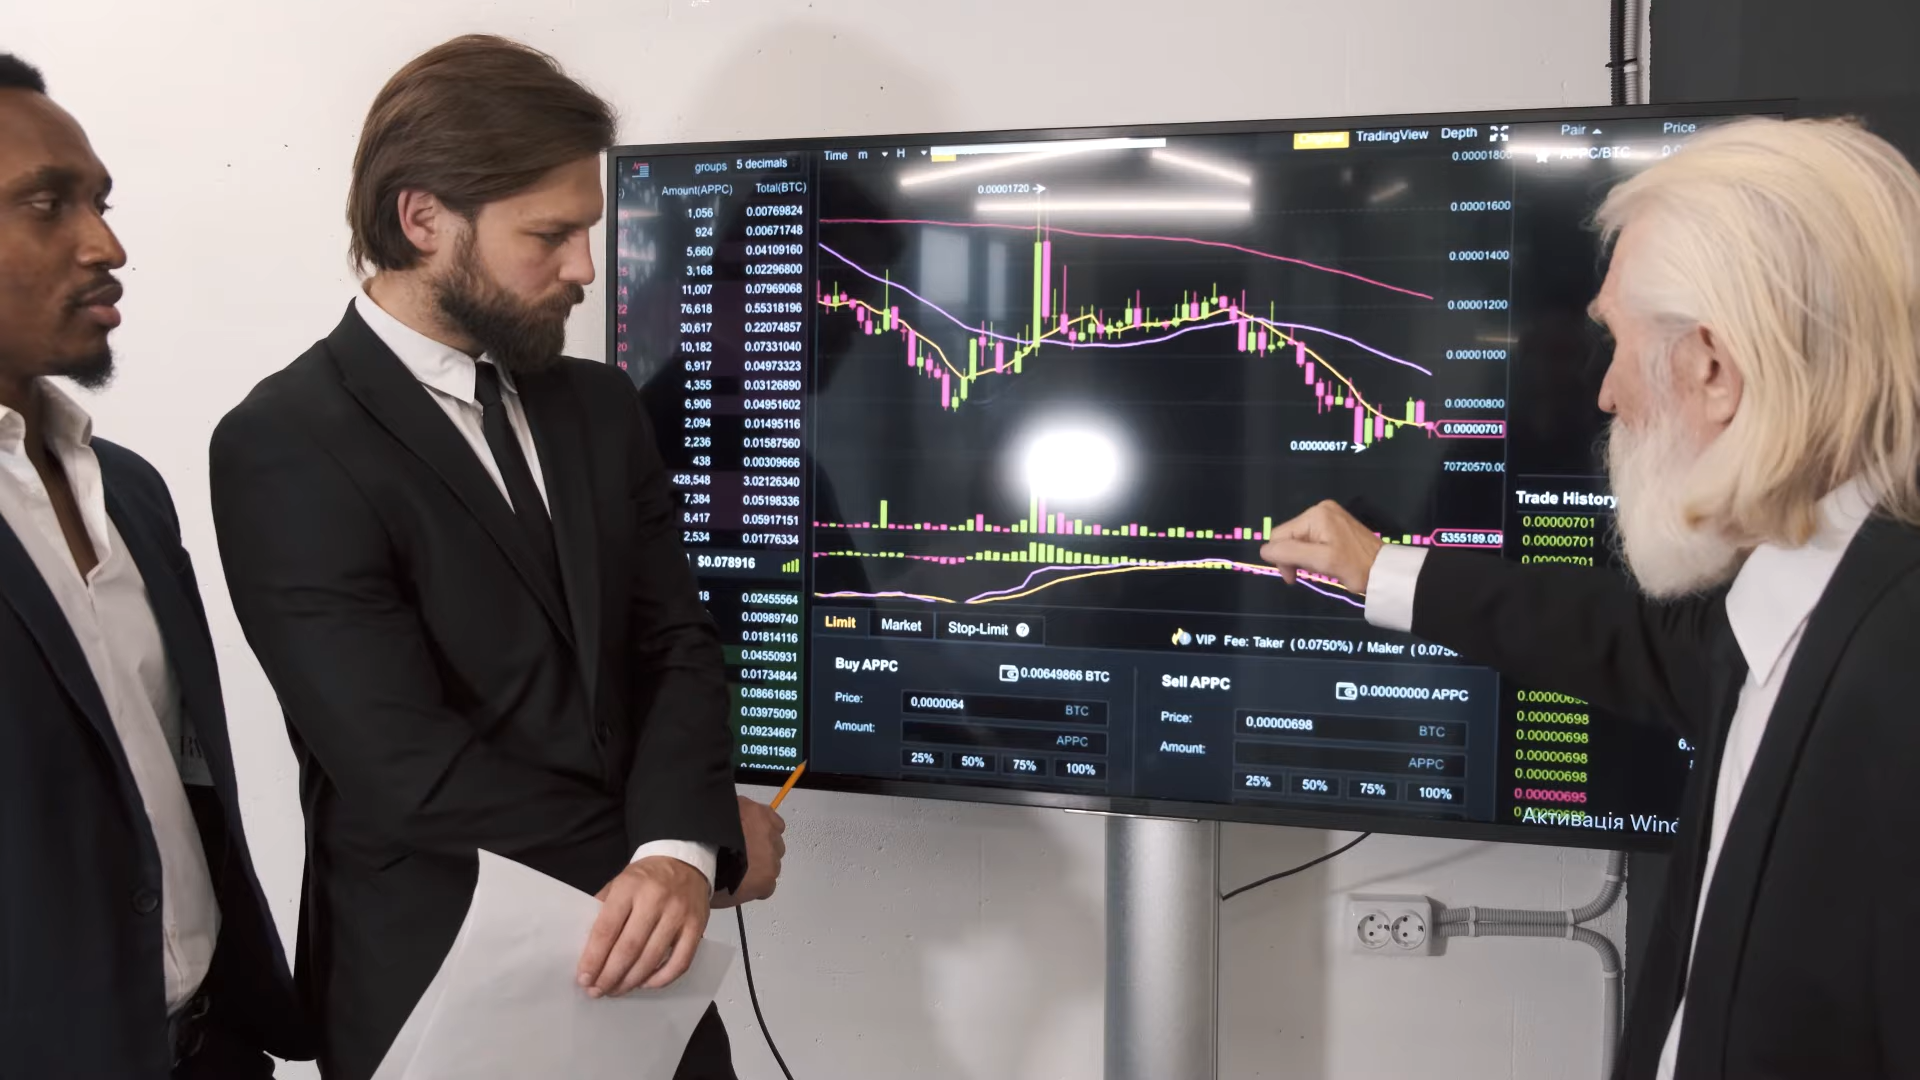 groups 5 decimals
Amount(APPC) Total(BTC)
1,056 0.00769824
924 0.00671748
5,660 0.04109160
3,168 0.02296800
11,007 0.07969068
76,618 0.55318196
30,617 0.22074857
10,182 0.07331040
6,917 0.04973323
4,355 0.03126890
6,906 0.04951602
2,094 0.01495116
2,236 0.01587560
438 0.00309666
428,548 3.02126340
7,384 0.05198336
8,417 0.05917151
2,534 0.01776334
$0.078916
18 0.02455564
0.00989740
0.01814116
0.04550931
0.01734844
0.08661685
0.03975090
0.09234667
0.09811568
Time m H
TradingView Depth
0.00001800
0.00001720
0.00001600
0.00001400
0.00001200
0.00001000
0.00000800
0.00000701
0.00000617
70720570.00
5355189.00
Limit Market Stop-Limit ?
VIP Fee: Taker ( 0.0750%) / Maker ( 0.0750
Buy APPC 0.00649866 BTC
Price: 0,0000064 BTC
Amount: APPC
25% 50% 75% 100%
Sell APPC 0.00000000 APPC
Price: 0,00000698 BTC
Amount: APPC
25% 50% 75% 100%
Pair Price
APPC/BTC
Trade History
0.00000701
0.00000701
0.00000701
0.00000698
0.00000698
0.00000698
0.00000698
0.00000695
Активація Wind